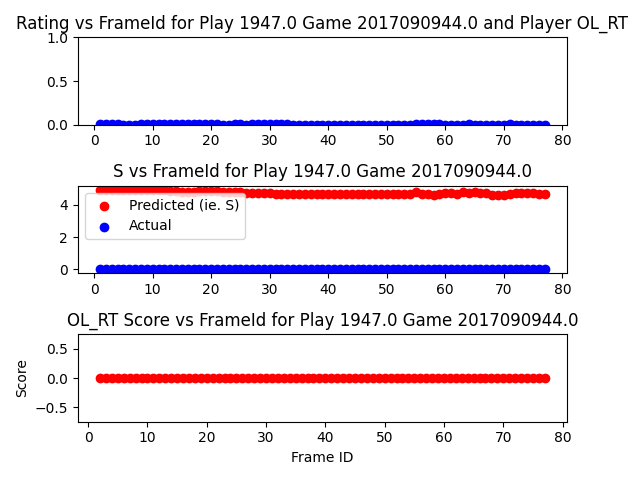 Rating vs FrameId for Play 1947.0 Game 2017090944.0 and Player OL_RT
1.0
0.5
0.0
0 10 20 30 40 50 60 70 80
S vs FrameId for Play 1947.0 Game 2017090944.0
4
2
0
Predicted (ie. S)
Actual
0 10 20 30 40 50 60 70 80
OL_RT Score vs FrameId for Play 1947.0 Game 2017090944.0
Score
0.5
0.0
−0.5
0 10 20 30 40 50 60 70 80
Frame ID